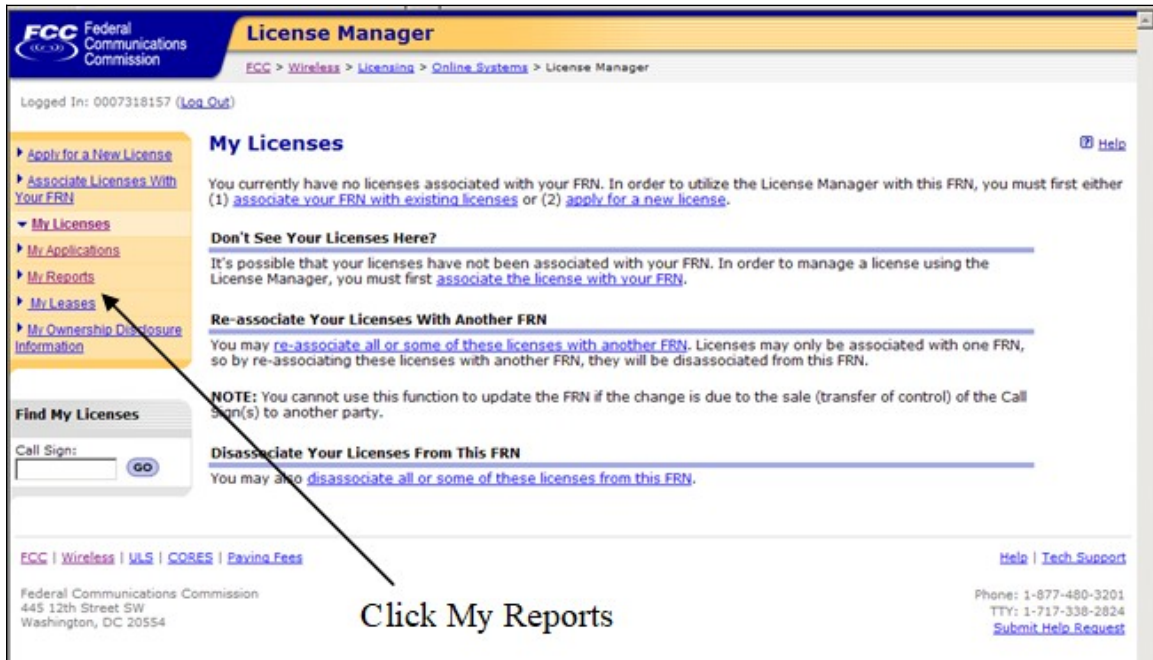 FCC Federal
Communications
Commission
License Manager
FCC > Wireless > Licensing > Online Systems > License Manager
Logged In: 0007318157 (Log Out)
Apply for a New License
Associate Licenses With
Your FRN
My Licenses
My Applications
My Reports
My Leases
My Ownership Disclosure
Information
Find My Licenses
Call Sign:
GO
My Licenses
Help
You currently have no licenses associated with your FRN. In order to utilize the License Manager with this FRN, you must first either
(1) associate your FRN with existing licenses or (2) apply for a new license.
Don't See Your Licenses Here?
It's possible that your licenses have not been associated with your FRN. In order to manage a license using the
License Manager, you must first associate the license with your FRN.
Re-associate Your Licenses With Another FRN
You may re-associate all or some of these licenses with another FRN. Licenses may only be associated with one FRN,
so by re-associating these licenses with another FRN, they will be disassociated from this FRN.
NOTE: You cannot use this function to update the FRN if the change is due to the sale (transfer of control) of the Call
Sign(s) to another party.
Disassociate Your Licenses From This FRN
You may also disassociate all or some of these licenses from this FRN.
FCC | Wireless | ULS | CORES | Paying Fees
Help | Tech Support
Federal Communications Commission
445 12th Street SW
Washington, DC 20554
Phone: 1-877-480-3201
TTY: 1-717-338-2824
Submit Help Request
Click My Reports